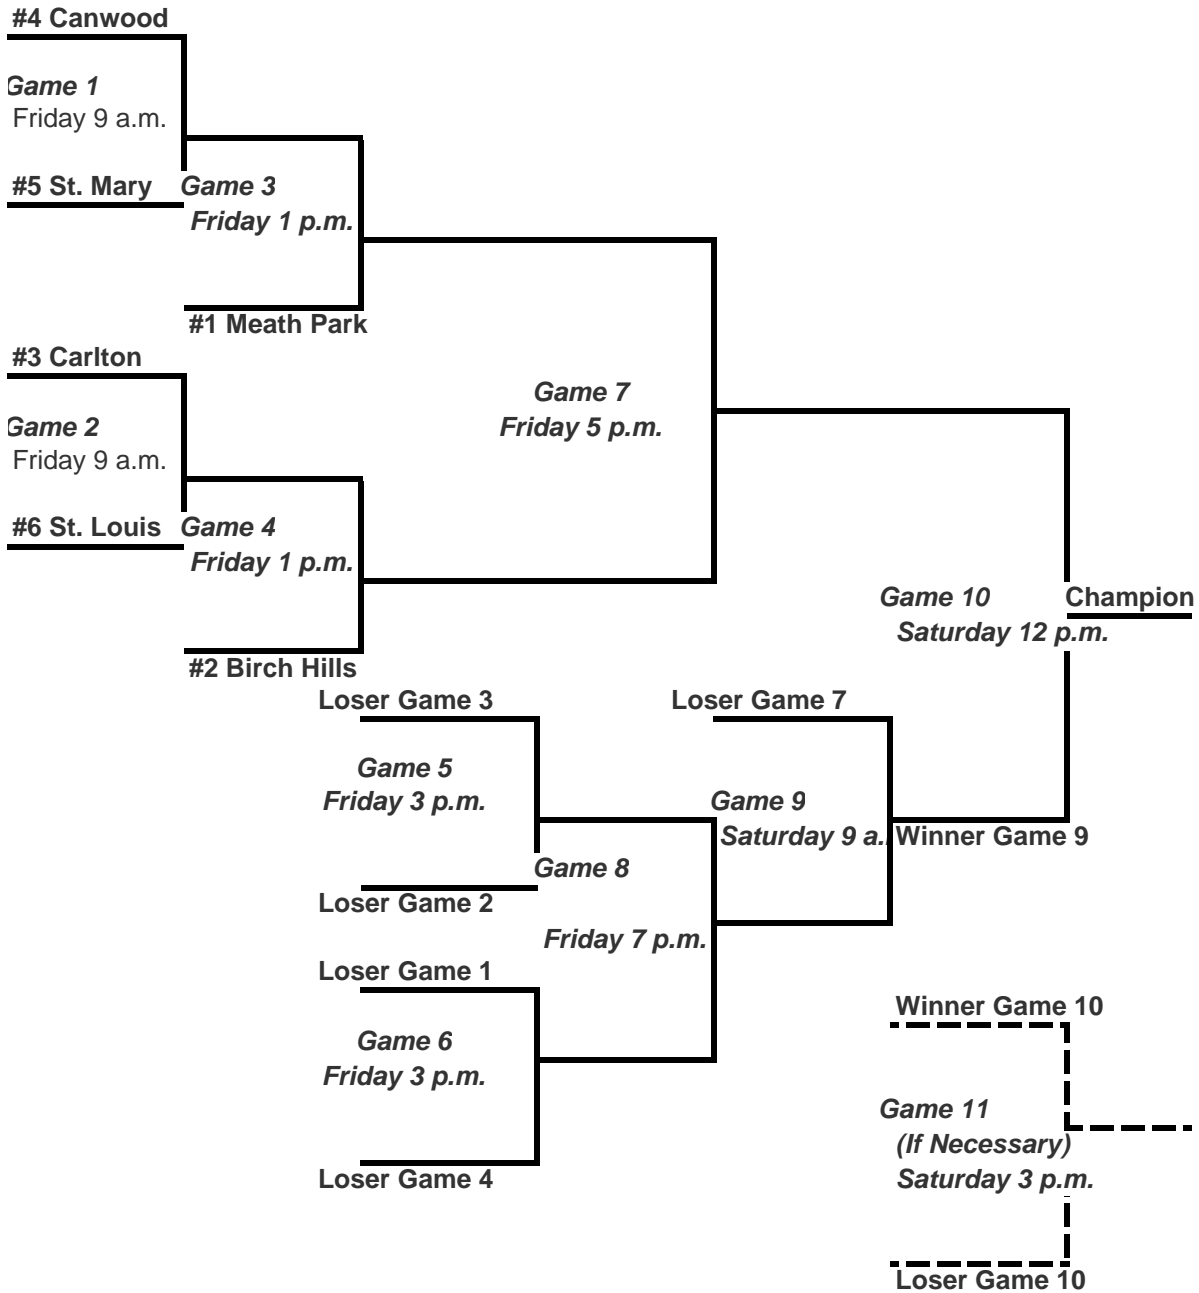 #4 Canwood
Game 1
Friday 9 a.m.
#5 St. Mary
Game 3
Friday 1 p.m.
#1 Meath Park
#3 Carlton
Game 2
Friday 9 a.m.
#6 St. Louis
Game 4
Friday 1 p.m.
#2 Birch Hills
Game 7
Friday 5 p.m.
Game 10
Saturday 12 p.m.
Champion
Loser Game 3
Game 5
Friday 3 p.m.
Loser Game 2
Game 8
Friday 7 p.m.
Loser Game 1
Game 6
Friday 3 p.m.
Loser Game 4
Loser Game 7
Game 9
Saturday 9 a.
Winner Game 9
Winner Game 10
Game 11
(If Necessary)
Saturday 3 p.m.
Loser Game 10